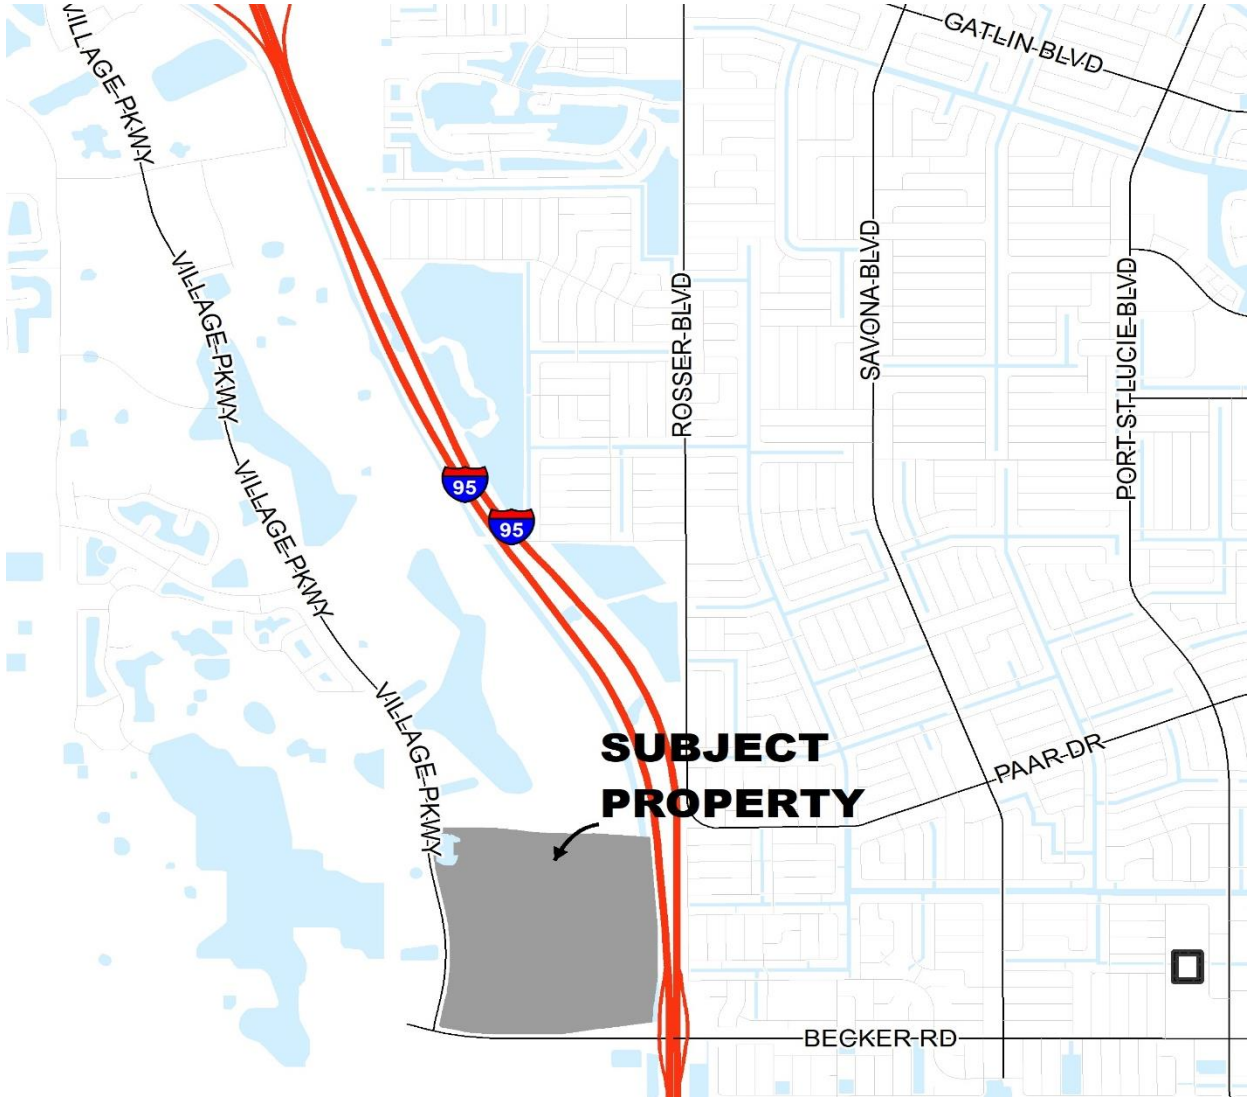 VILLAGE PKWY
GATLIN BLVD
VILLAGE PKWY
ROSSER BLVD
SAVONA BLVD
PORT ST LUCIE BLVD
VILLAGE PKWY
95
95
VILLAGE PKWY
SUBJECT
PROPERTY
PAAR DR
BECKER RD